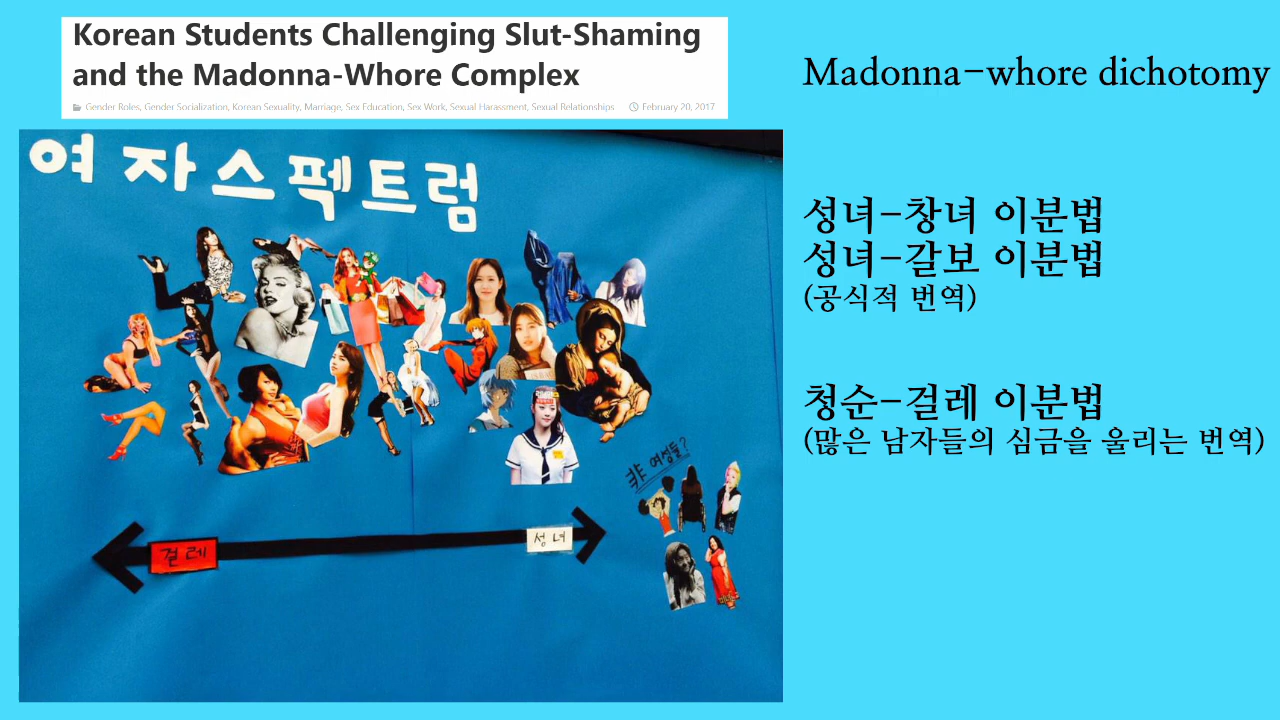 Korean Students Challenging Slut-Shaming
and the Madonna-Whore Complex
Gender Roles, Gender Socialization, Korean Sexuality, Marriage, Sex Education, Sex Work, Sexual Harassment, Sexual Relationships February 20, 2017
여자스펙트럼
非 여성들?
걸레
성녀
Madonna-whore dichotomy
성녀-창녀 이분법
성녀-갈보 이분법
(공식적 번역)
청순-걸레 이분법
(많은 남자들의 심금을 울리는 번역)